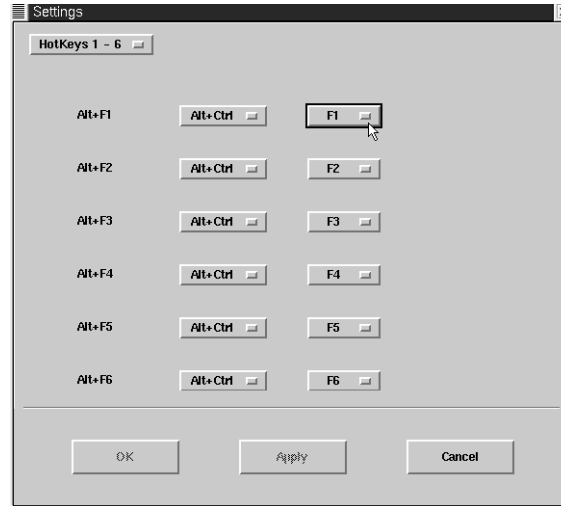 Settings
HotKeys 1 - 6
Alt+F1 Alt+Ctrl F1
Alt+F2 Alt+Ctrl F2
Alt+F3 Alt+Ctrl F3
Alt+F4 Alt+Ctrl F4
Alt+F5 Alt+Ctrl F5
Alt+F6 Alt+Ctrl F6
OK Apply Cancel